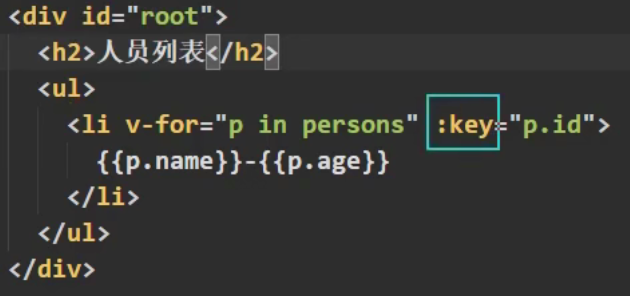 <div id="root">
<h2>人员列表</h2>
<ul>
<li v-for="p in persons" :key="p.id">
{{p.name}}-{{p.age}}
</li>
</ul>
</div>